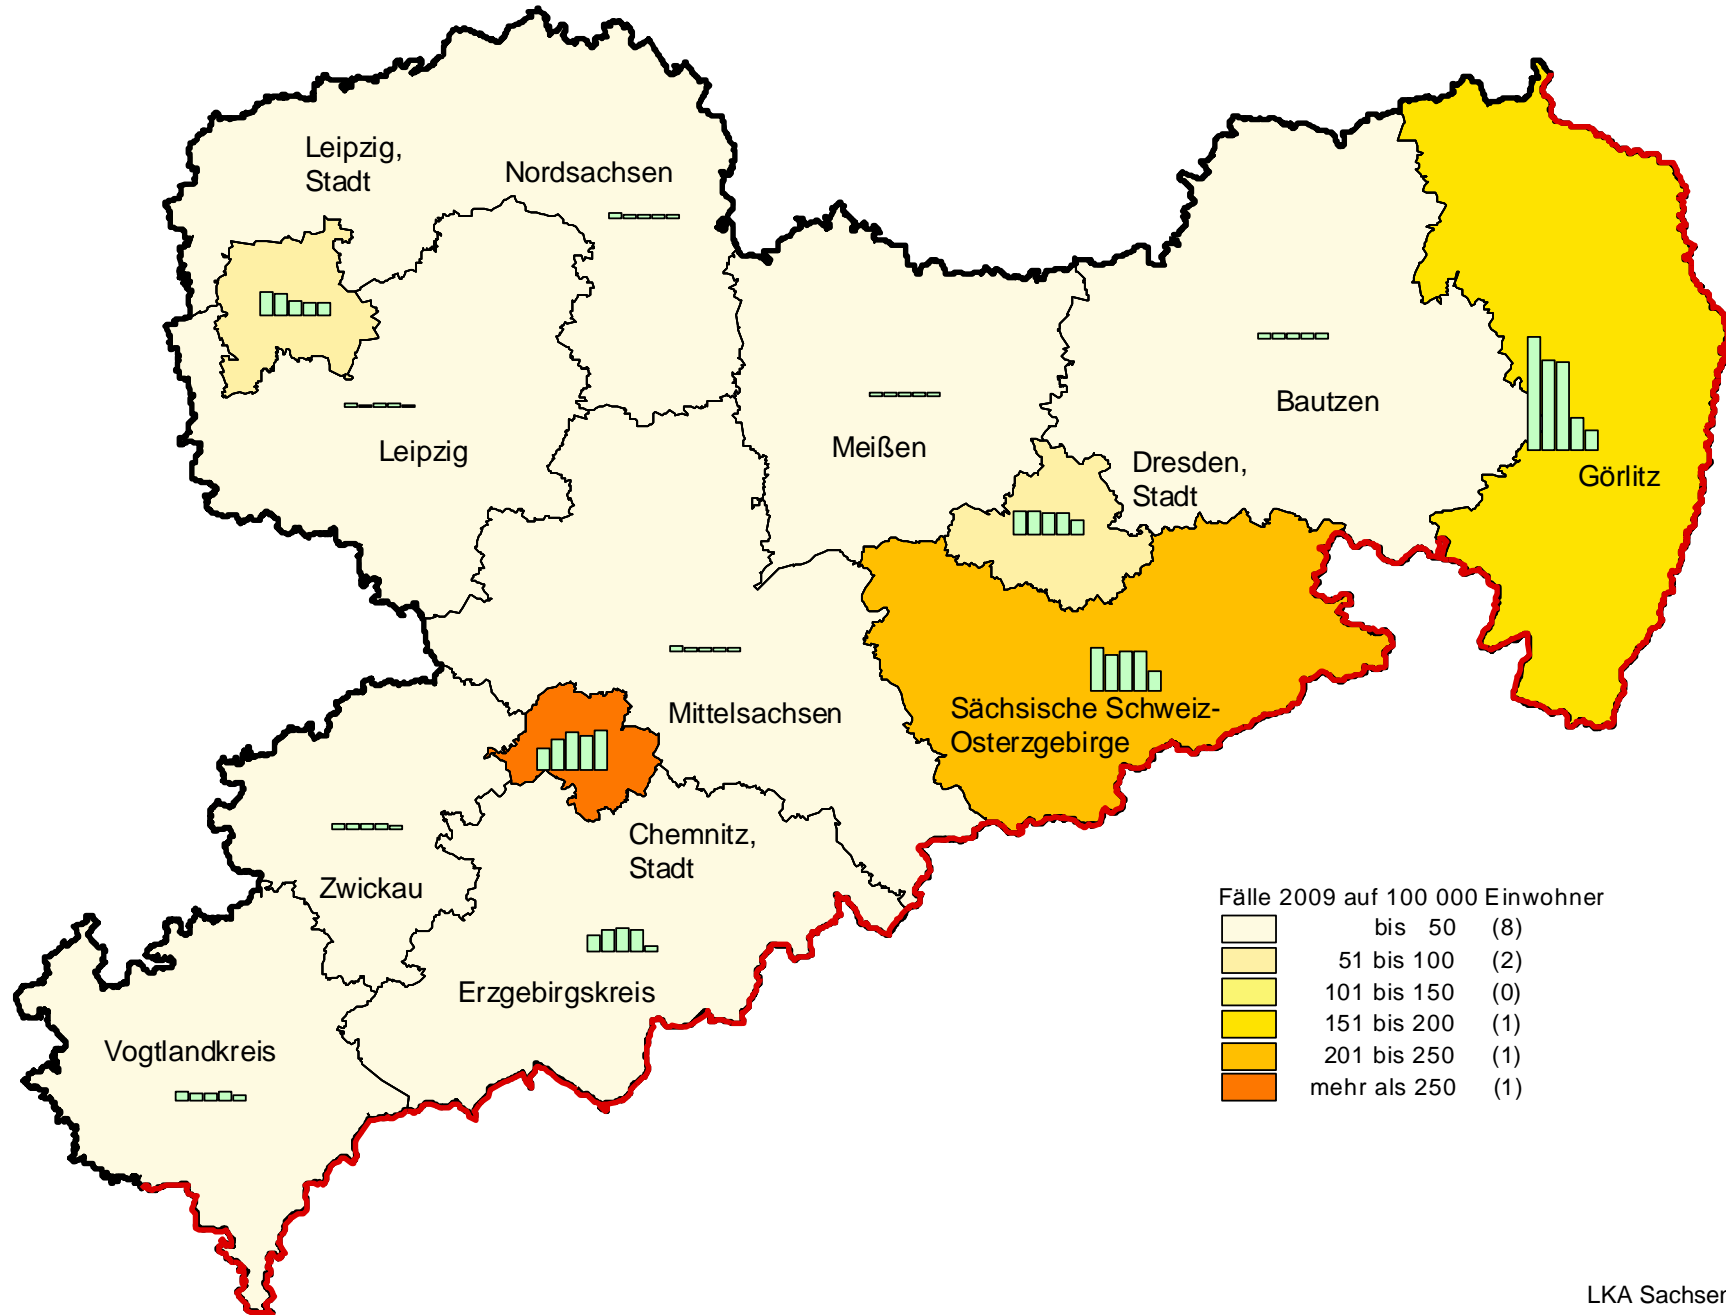 Leipzig,
Stadt
Nordsachsen
Leipzig
Meißen
Bautzen
Dresden,
Stadt
Görlitz
Mittelsachsen
Sächsische Schweiz-
Osterzgebirge
Chemnitz,
Stadt
Zwickau
Erzgebirgskreis
Vogtlandkreis
Fälle 2009 auf 100 000 Einwohner
bis 50 (8)
51 bis 100 (2)
101 bis 150 (0)
151 bis 200 (1)
201 bis 250 (1)
mehr als 250 (1)
LKA Sachsen